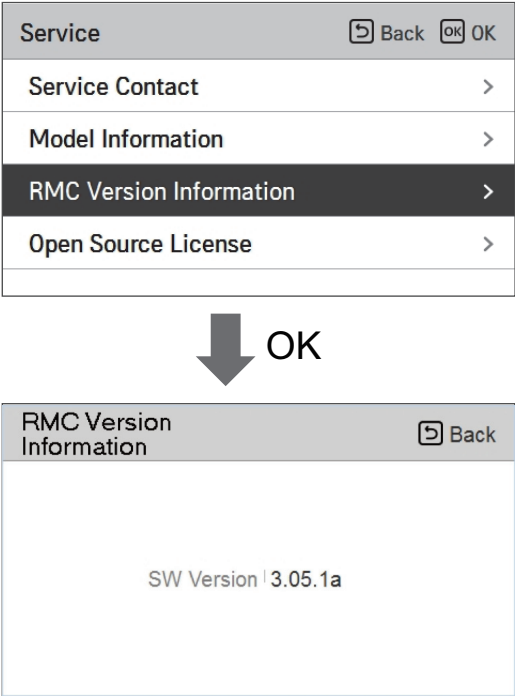 Service Back OK OK
Service Contact >
Model Information >
RMC Version Information >
Open Source License >
OK
RMC Version
Information
Back
SW Version 3.05.1a